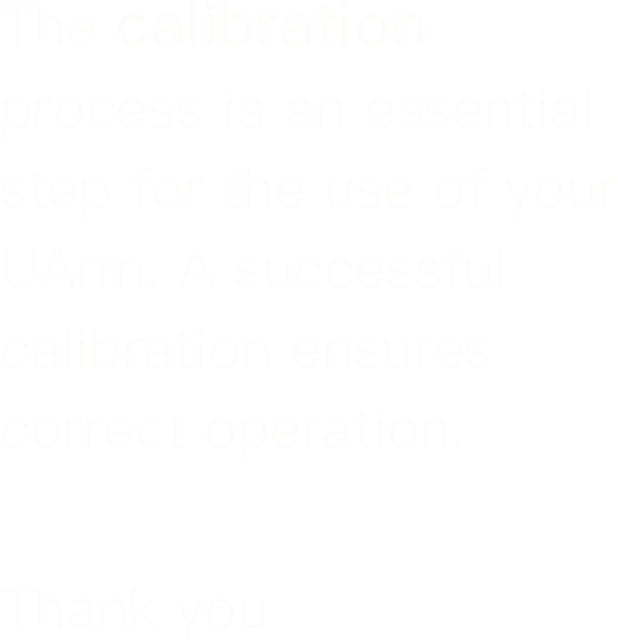 The calibration
process is an essential
step for the use of your
UArm. A successful
calibration ensures
correct operation.
Thank you